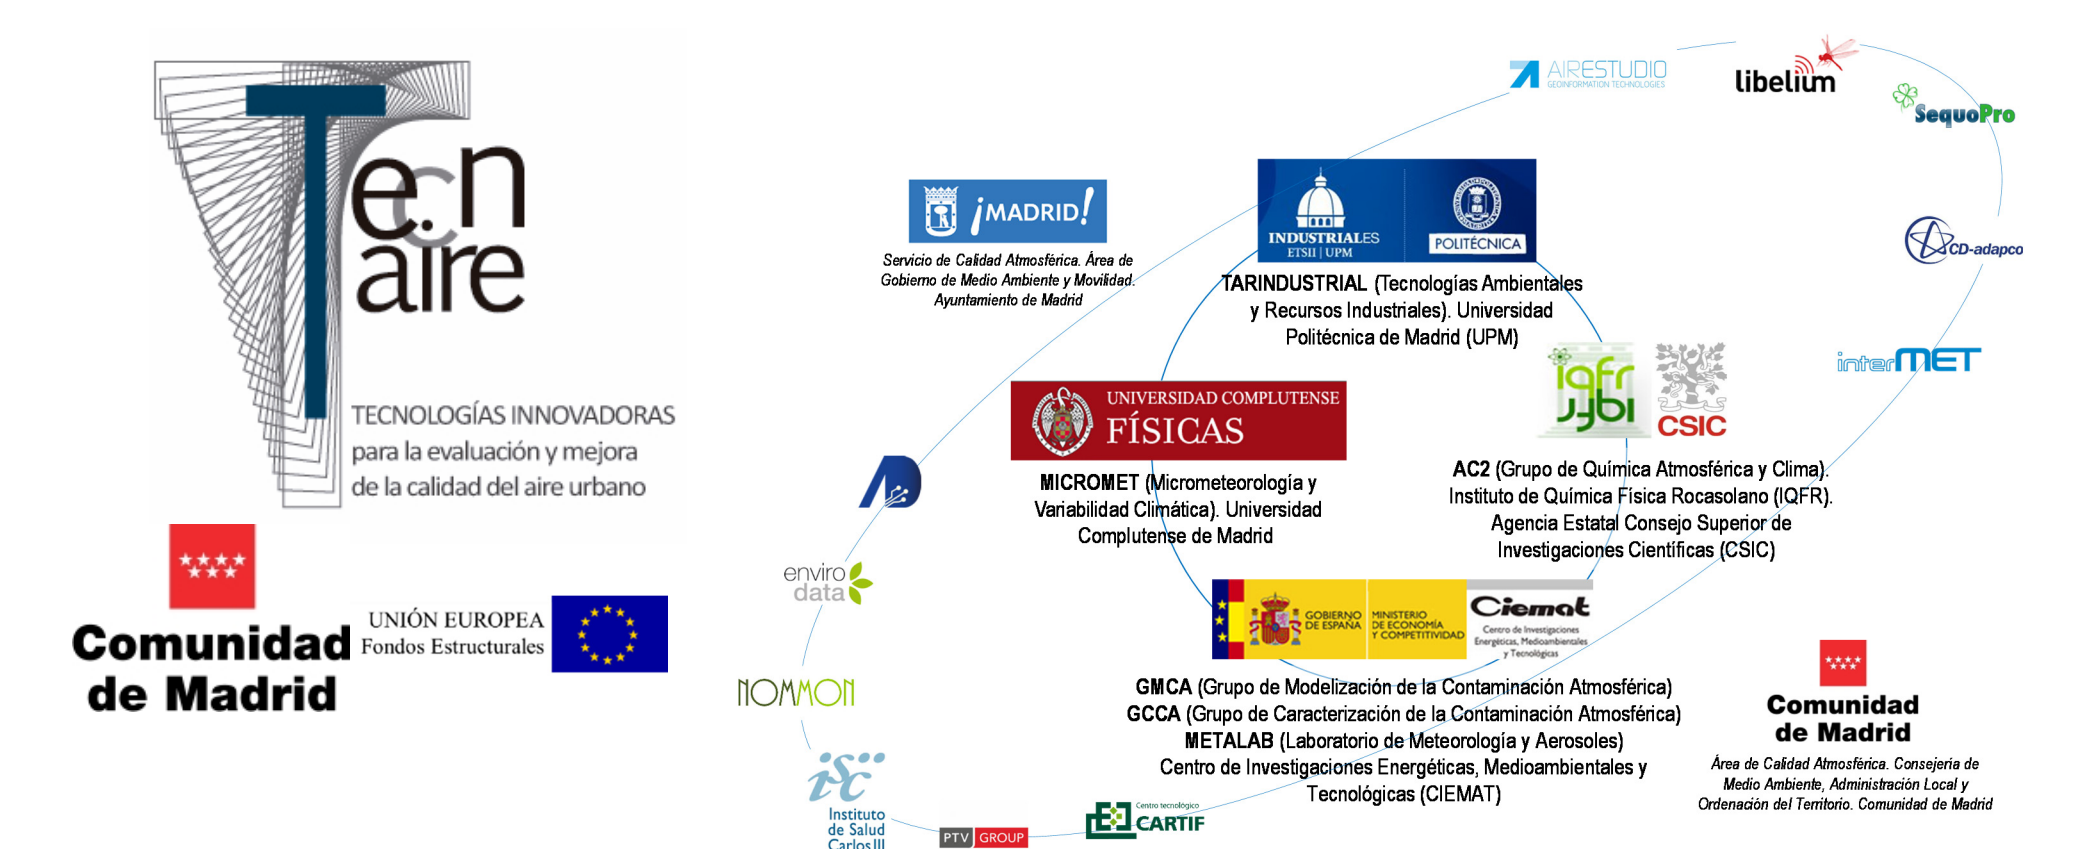 Tecn
aire
TECNOLOGÍAS INNOVADORAS
para la evaluación y mejora
de la calidad del aire urbano
Comunidad
de Madrid
UNIÓN EUROPEA
Fondos Estructurales
AIRESTUDIO
GEOINFORMATION TECHNOLOGIES
libelium
SequoPro
¡MADRID!
Servicio de Calidad Atmosférica. Área de
Gobierno de Medio Ambiente y Movilidad.
Ayuntamiento de Madrid
INDUSTRIALES
ETSII | UPM
POLITÉCNICA
TARINDUSTRIAL (Tecnologías Ambientales
y Recursos Industriales). Universidad
Politécnica de Madrid (UPM)
CD-adapco
interMET
iqfr
CSIC
UNIVERSIDAD COMPLUTENSE
FÍSICAS
MICROMET (Micrometeorología y
Variabilidad Climática). Universidad
Complutense de Madrid
AC2 (Grupo de Química Atmosférica y Clima).
Instituto de Química Física Rocasolano (IQFR).
Agencia Estatal Consejo Superior de
Investigaciones Científicas (CSIC)
enviro
data
GOBIERNO
DE ESPAÑA
MINISTERIO
DE ECONOMÍA
Y COMPETITIVIDAD
Ciemat
Centro de Investigaciones
Energéticas, Medioambientales
y Tecnológicas
GMCA (Grupo de Modelización de la Contaminación Atmosférica)
GCCA (Grupo de Caracterización de la Contaminación Atmosférica)
METALAB (Laboratorio de Meteorología y Aerosoles)
Centro de Investigaciones Energéticas, Medioambientales y
Tecnológicas (CIEMAT)
NOMMON
isc
Instituto
de Salud
Carlos III
PTV GROUP
Centro tecnológico
CARTIF
Comunidad
de Madrid
Área de Calidad Atmosférica. Consejeria de
Medio Ambiente, Administración Local y
Ordenación del Territorio. Comunidad de Madrid